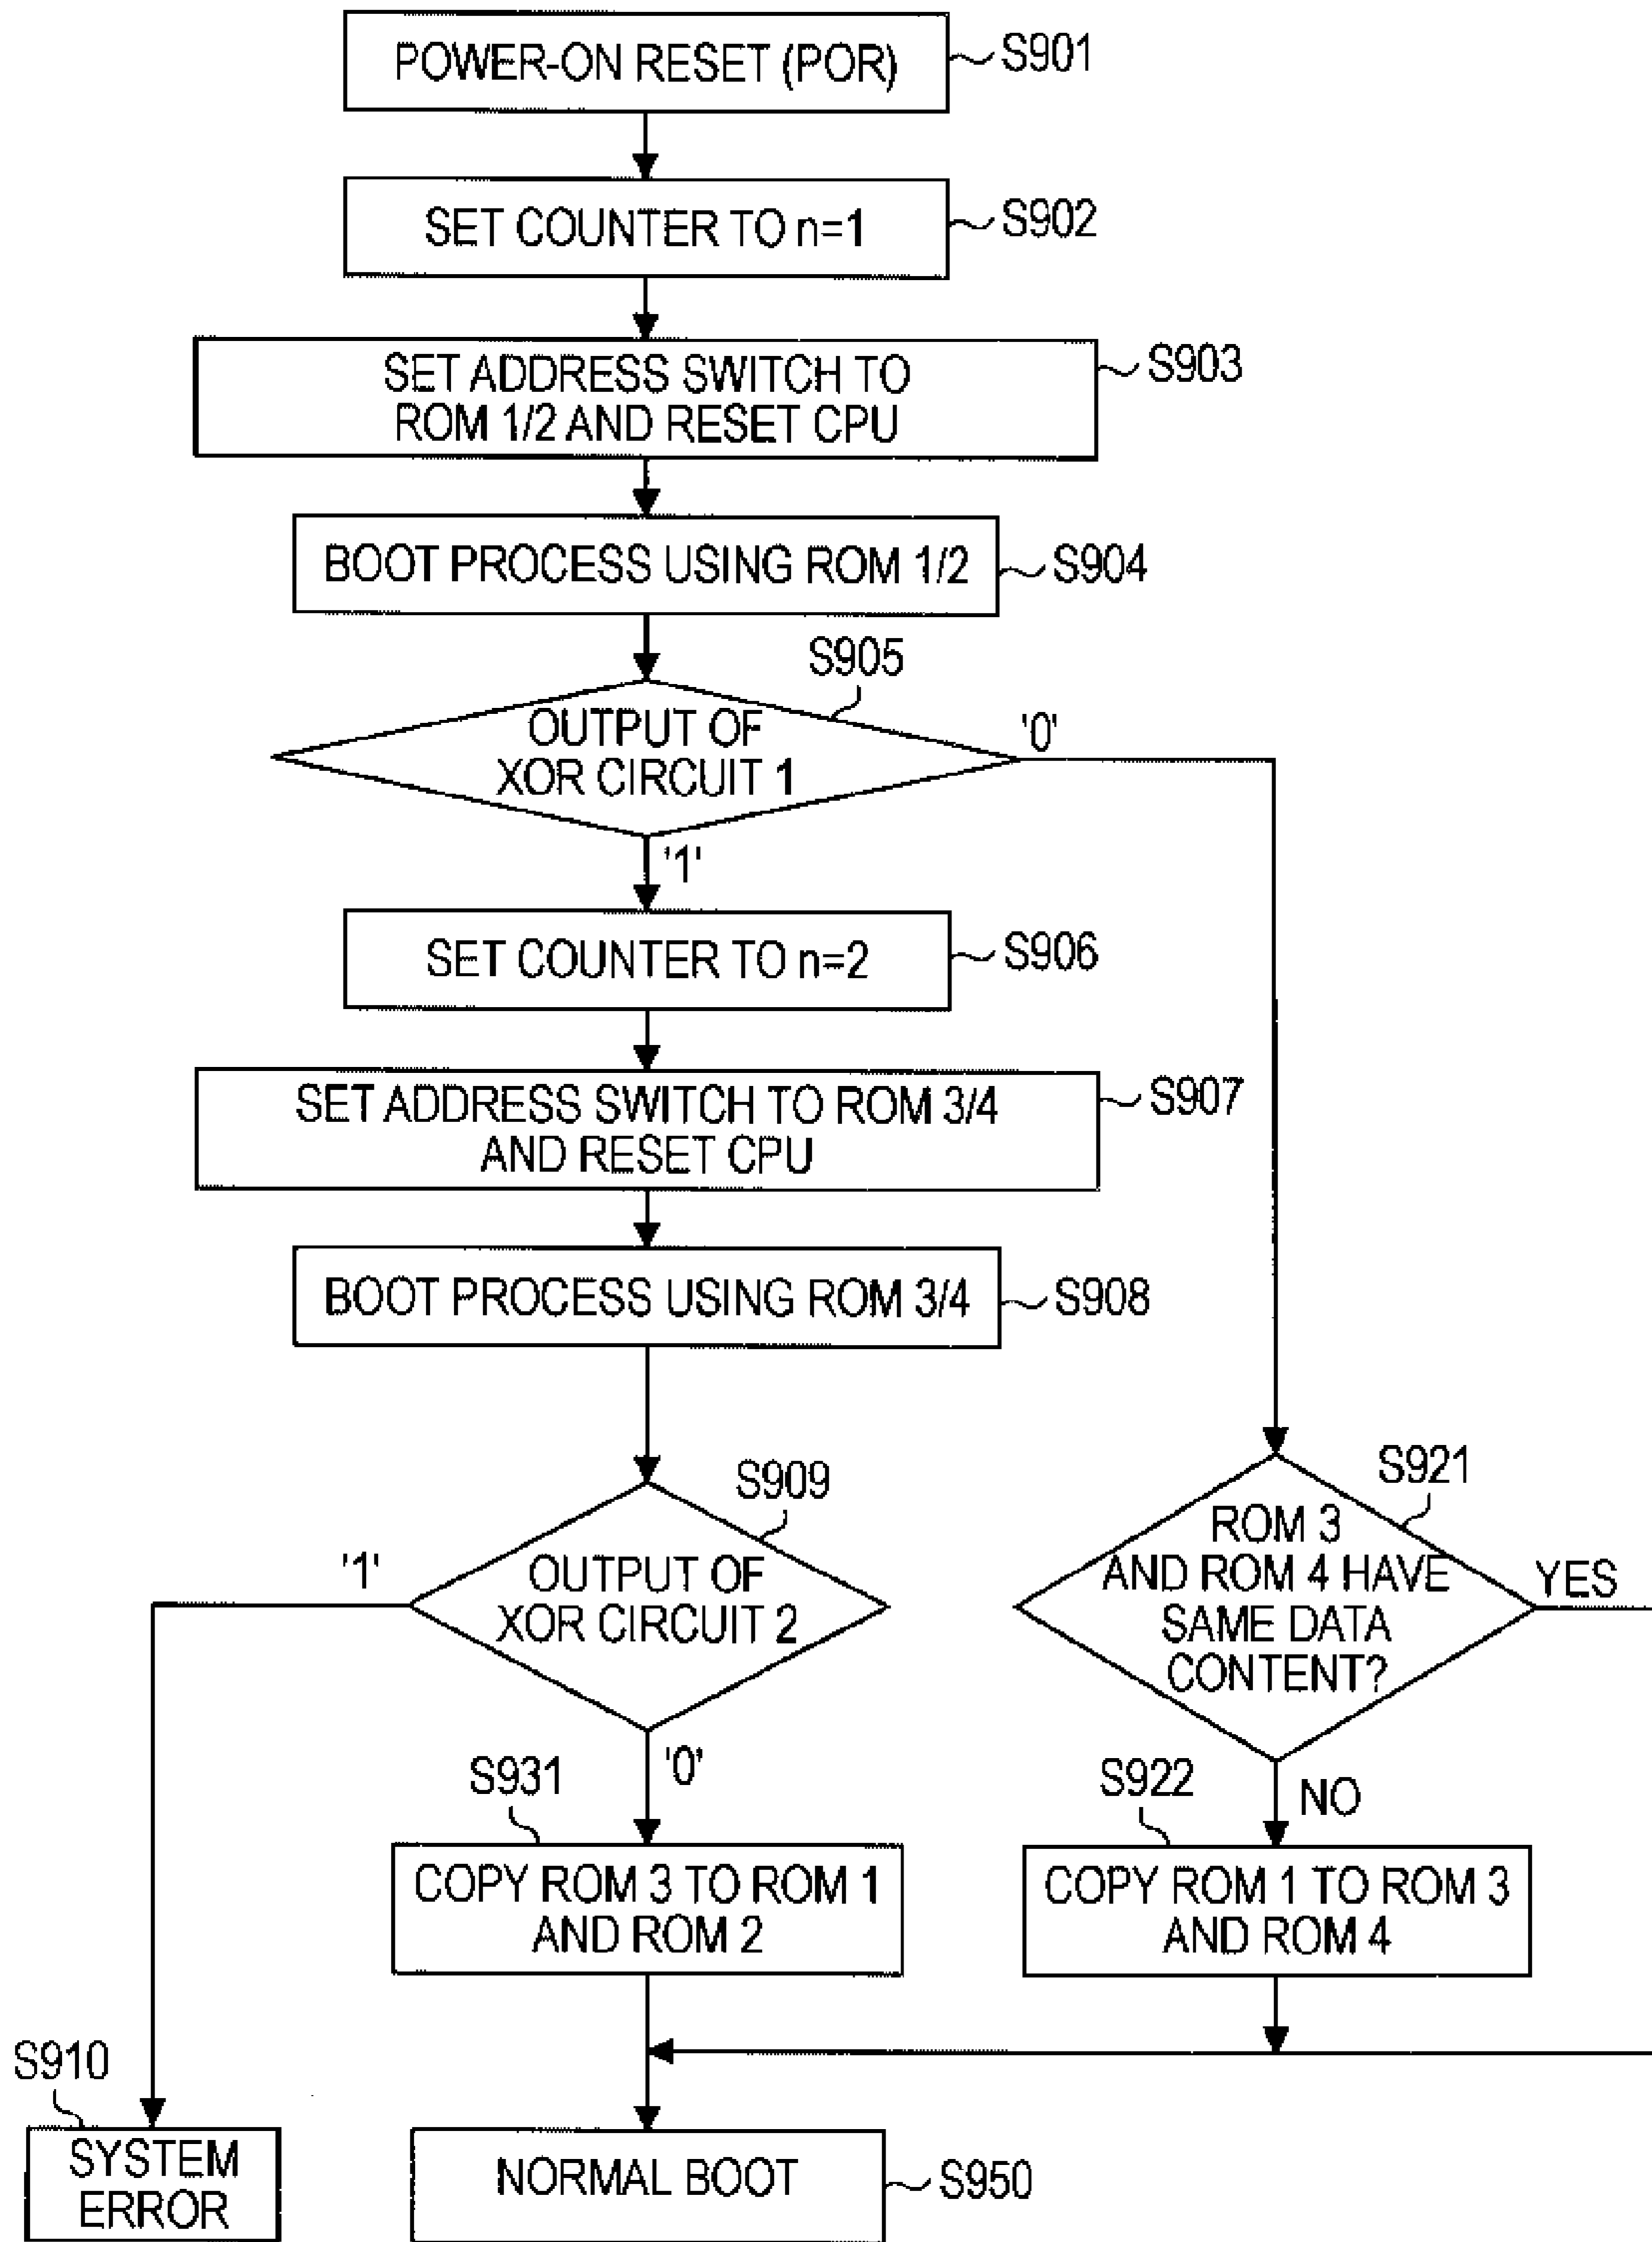 POWER-ON RESET (POR)
S901
SET COUNTER TO n=1
S902
SET ADDRESS SWITCH TO
ROM 1/2 AND RESET CPU
S903
BOOT PROCESS USING ROM 1/2
S904
S905
OUTPUT OF
XOR CIRCUIT 1
'0'
'1'
SET COUNTER TO n=2
S906
SET ADDRESS SWITCH TO ROM 3/4
AND RESET CPU
S907
BOOT PROCESS USING ROM 3/4
S908
S909
OUTPUT OF
XOR CIRCUIT 2
'1'
'0'
S921
ROM 3
AND ROM 4 HAVE
SAME DATA
CONTENT?
YES
NO
S931
COPY ROM 3 TO ROM 1
AND ROM 2
S922
COPY ROM 1 TO ROM 3
AND ROM 4
S910
SYSTEM
ERROR
NORMAL BOOT
S950